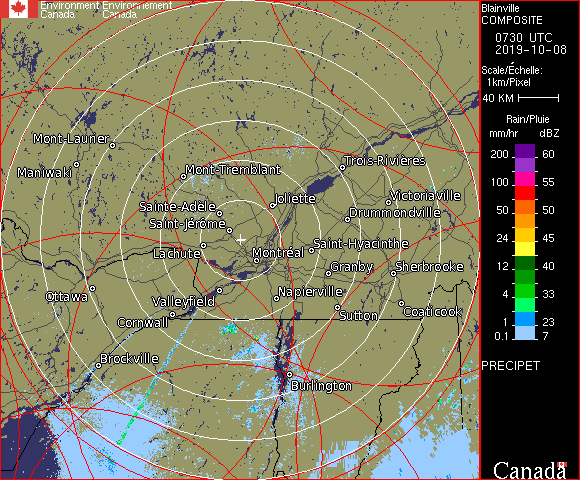 Environment Environnement
Canada Canada
Blainville
COMPOSITE
0730 UTC
2019-10-08
Scale/Échelle:
1km/Pixel
40 KM
Rain/Pluie
mm/hr dBZ
200 60
100 55
50 50
24 45
12 40
4 33
1 23
0.1 7
PRECIPET
Canada
Mont-Laurier
Maniwaki
Mont-Tremblant
Trois-Rivières
Sainte-Adèle
Joliette
Victoriaville
Saint-Jérôme
Drummondville
Lachute
Montréal
Saint-Hyacinthe
Granby
Sherbrooke
Ottawa
Valleyfield
Napierville
Cornwall
Sutton
Coaticook
Brockville
Burlington